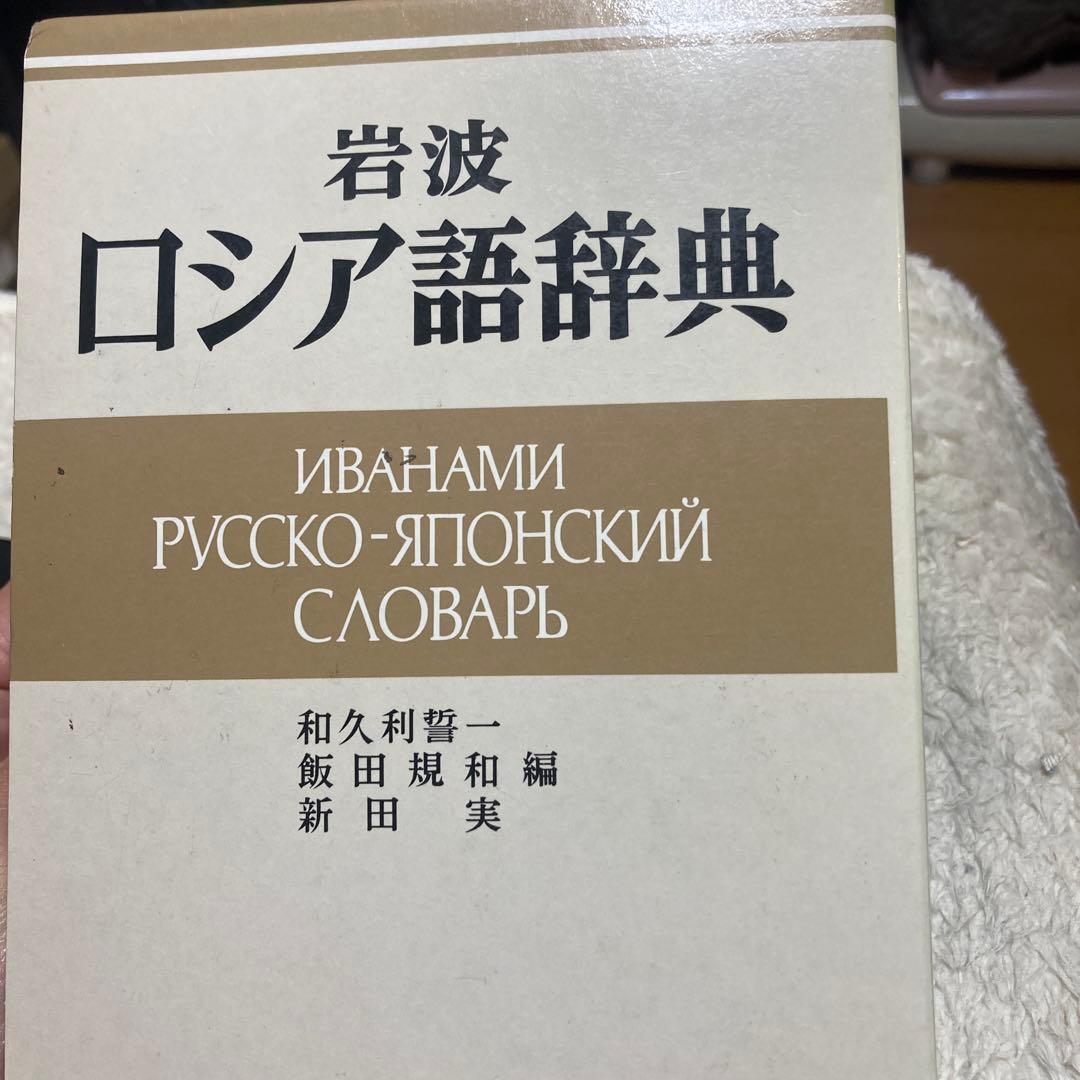 岩波
ロシア語辞典
ИВАНАМИ
РУССКО-ЯПОНСКИЙ
СЛОВАРЬ
和久利誓一
飯田規和編
新田 実